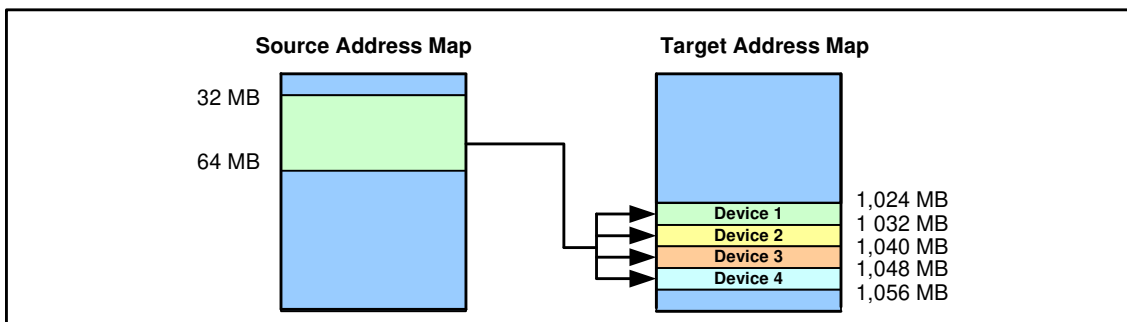 Source Address Map
32 MB
64 MB
Target Address Map
1,024 MB
Device 1
1 032 MB
Device 2
1,040 MB
Device 3
1,048 MB
Device 4
1,056 MB